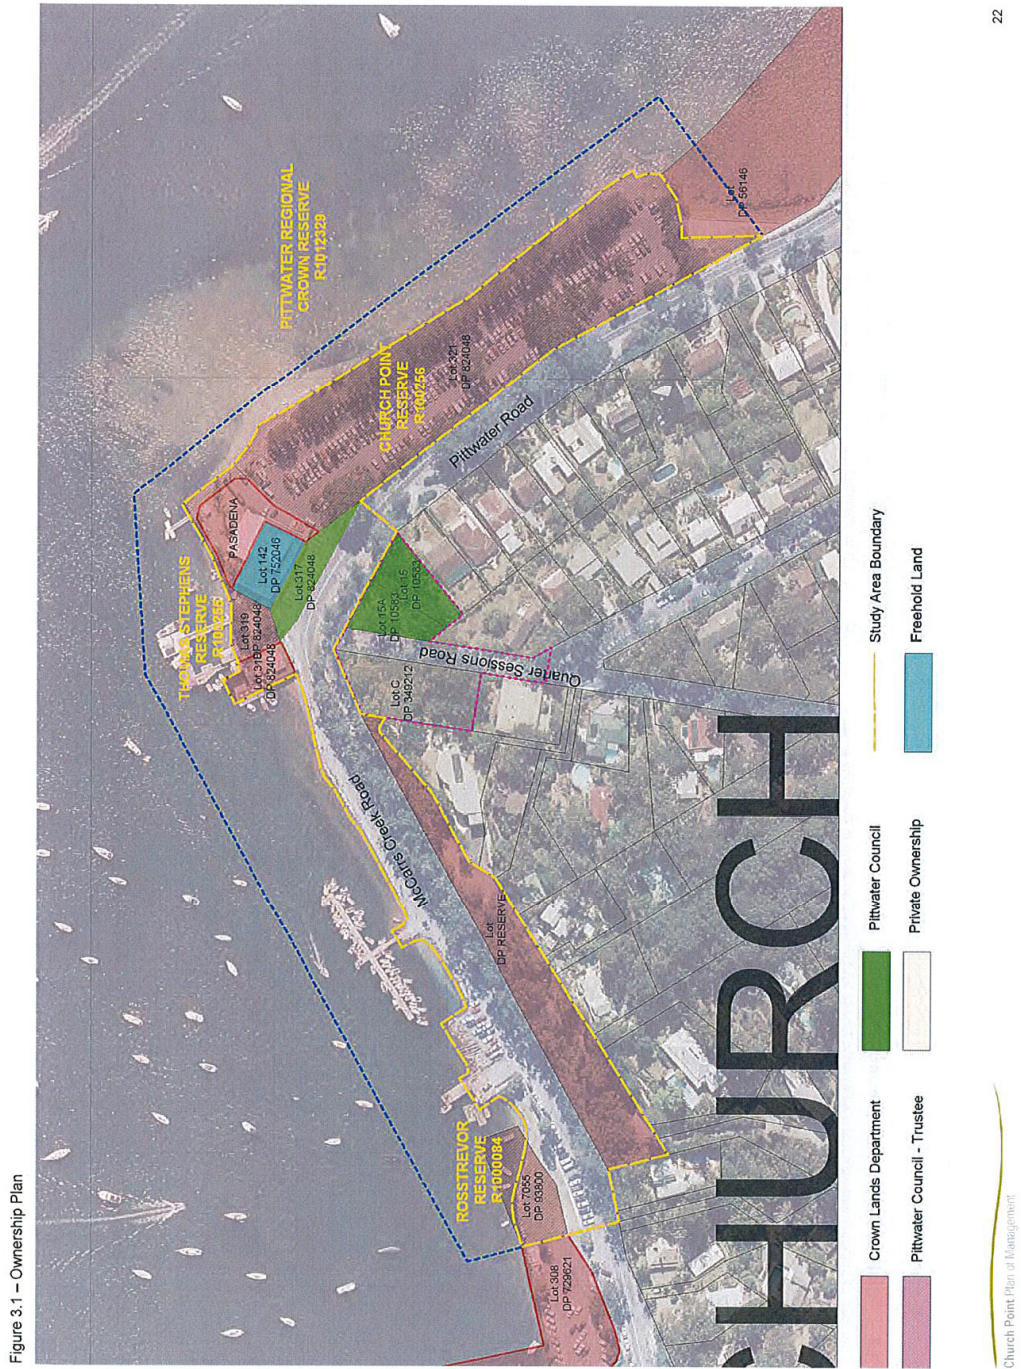 Figure 3.1 – Ownership Plan
PITTWATER REGIONAL
CROWN RESERVE
R1012329
THOMAS STEPHENS
RESERVE
CHURCH POINT
RESERVE
R100256
ROSSTREVOR
RESERVE
R1000084
PASADENA
Lot 142
DP 752046
Lot 317
DP 824048
Lot 319
DP 824048
DP 824048
Lot 321
DP 824048
Lot
DP 56146
Lot 15A
DP 10583
Lot 15
DP 10583
Lot C
DP 349212
Lot
DP RESERVE
Lot 7055
DP 93800
Lot 308
DP 729621
Pittwater Road
Quarter Sessions Road
McCarrs Creek Road
CHURCH
Crown Lands Department
Pittwater Council
Study Area Boundary
Pittwater Council - Trustee
Private Ownership
Freehold Land
Church Point Plan of Management
22